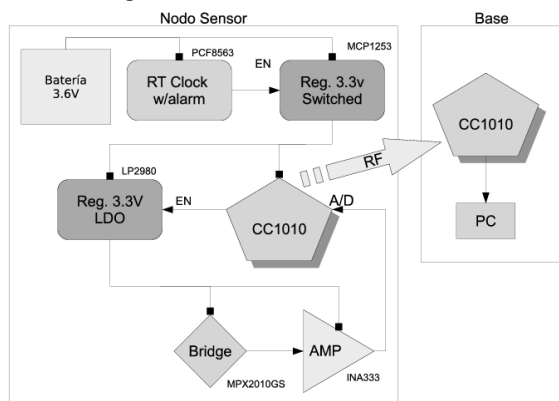 Nodo Sensor
Base
Batería
3.6V
PCF8563
RT Clock
w/alarm
EN
MCP1253
Reg. 3.3v
Switched
CC1010
RF
PC
LP2980
Reg. 3.3V
LDO
EN
A/D
CC1010
Bridge
MPX2010GS
AMP
INA333